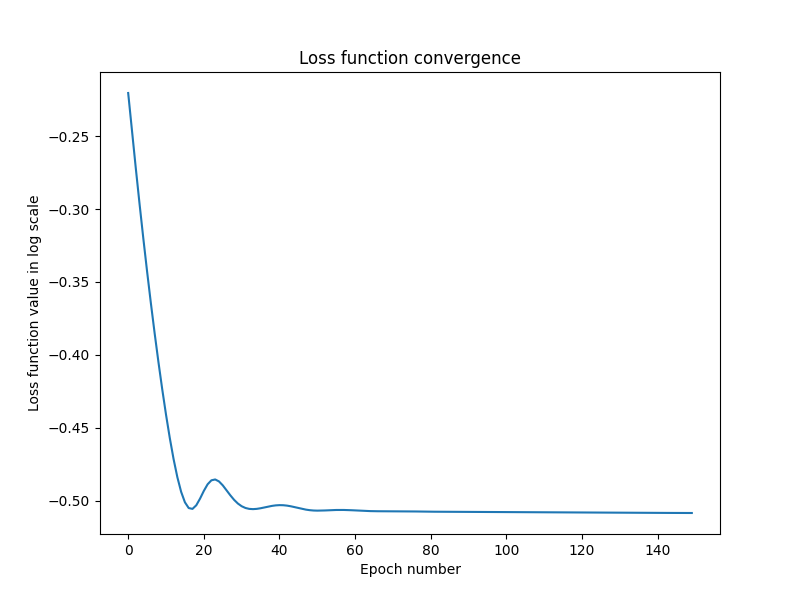 Loss function convergence
Loss function value in log scale
−0.25
−0.30
−0.35
−0.40
−0.45
−0.50
0 20 40 60 80 100 120 140
Epoch number